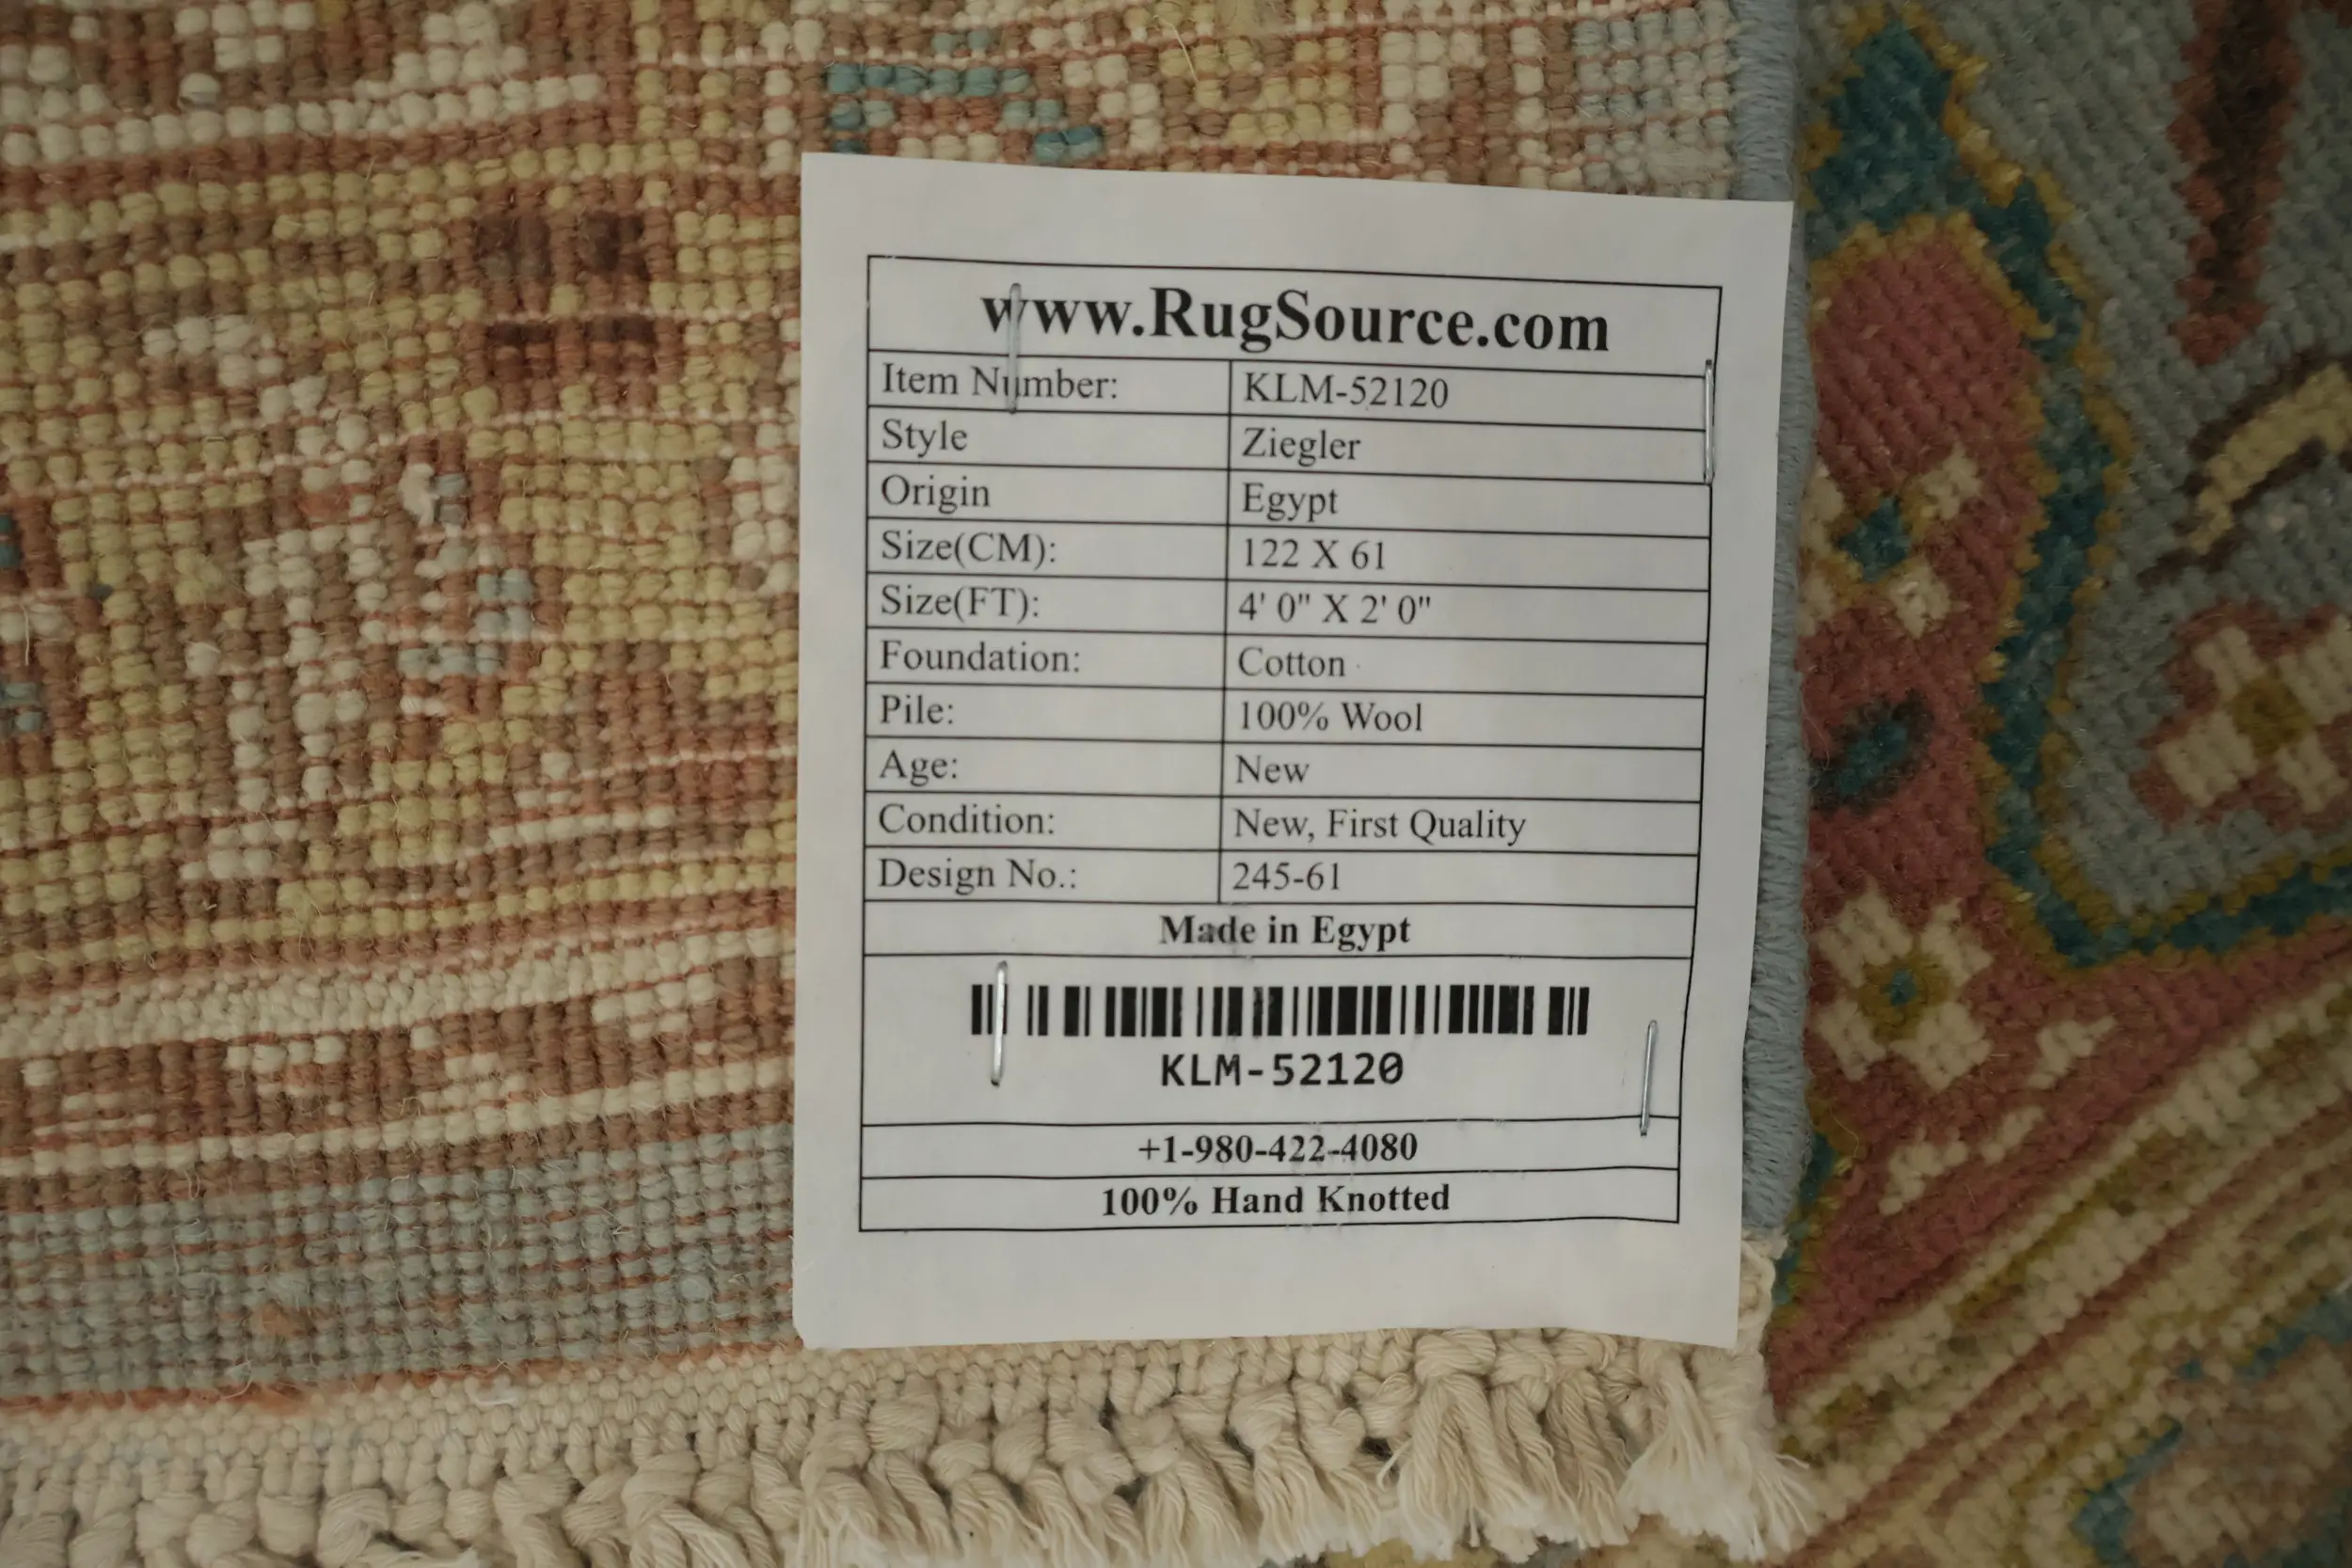 www.RugSource.com
Item Number: KLM-52120
Style Ziegler
Origin Egypt
Size(CM): 122 X 61
Size(FT): 4' 0" X 2' 0"
Foundation: Cotton
Pile: 100% Wool
Age: New
Condition: New, First Quality
Design No.: 245-61
Made in Egypt
KLM-52120
+1-980-422-4080
100% Hand Knotted